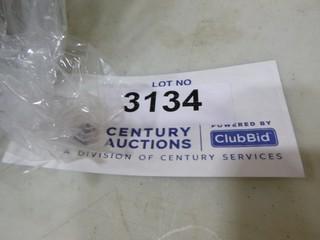 LOT NO
3134
CENTURY AUCTIONS
POWERED BY
ClubBid
A DIVISION OF CENTURY SERVICES